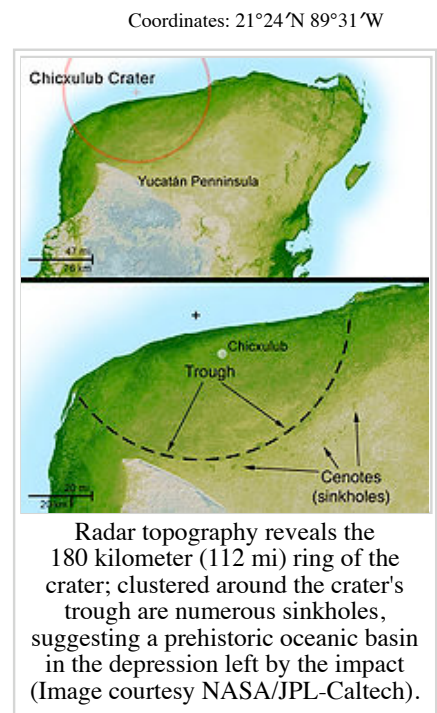 Coordinates: 21°24′N 89°31′W
Chicxulub Crater
Yucatán Penninsula
47 mi
76 km
Chicxulub
Trough
Cenotes
(sinkholes)
20 mi
20 km
Radar topography reveals the
180 kilometer (112 mi) ring of the
crater; clustered around the crater's
trough are numerous sinkholes,
suggesting a prehistoric oceanic basin
in the depression left by the impact
(Image courtesy NASA/JPL-Caltech).